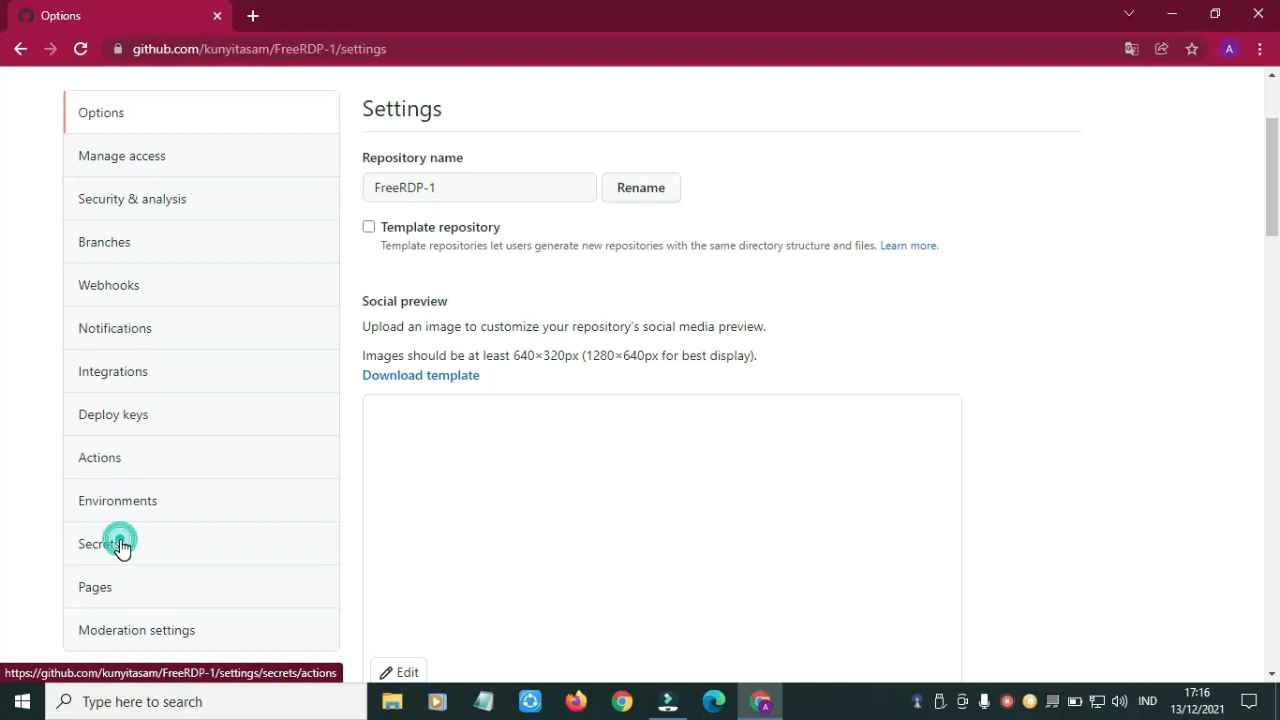 Options
github.com/kunyitasam/FreeRDP-1/settings
A
Options
Manage access
Security & analysis
Branches
Webhooks
Notifications
Integrations
Deploy keys
Actions
Environments
Secrets
Pages
Moderation settings
Settings
Repository name
FreeRDP-1
Rename
Template repository
Template repositories let users generate new repositories with the same directory structure and files. Learn more.
Social preview
Upload an image to customize your repository's social media preview.
Images should be at least 640×320px (1280×640px for best display).
Download template
Edit
https://github.com/kunyitasam/FreeRDP-1/settings/secrets/actions
Type here to search
A
IND
17:16
13/12/2021